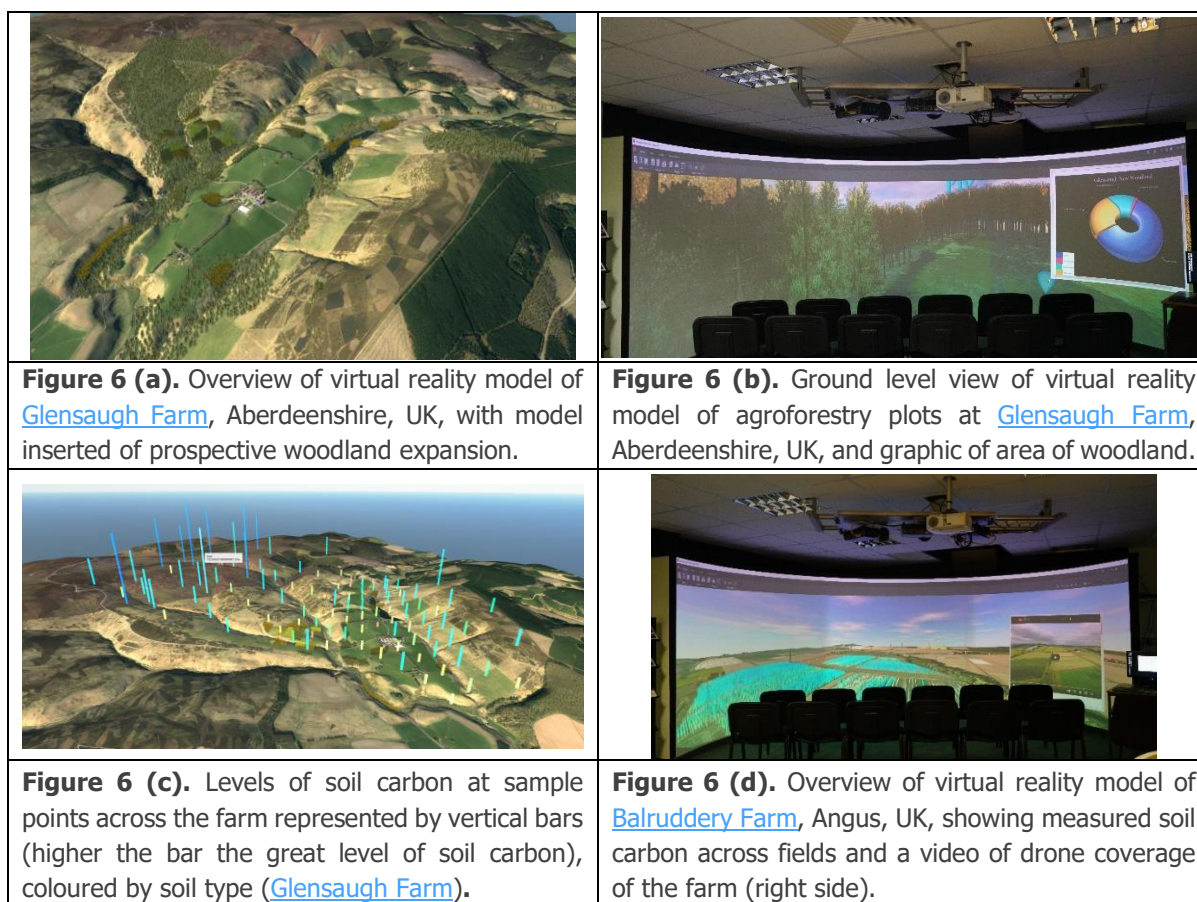 Figure 6 (a). Overview of virtual reality model of
Glensaugh Farm, Aberdeenshire, UK, with model
inserted of prospective woodland expansion.
Figure 6 (b). Ground level view of virtual reality
model of agroforestry plots at Glensaugh Farm,
Aberdeenshire, UK, and graphic of area of woodland.
Figure 6 (c). Levels of soil carbon at sample
points across the farm represented by vertical bars
(higher the bar the great level of soil carbon),
coloured by soil type (Glensaugh Farm).
Figure 6 (d). Overview of virtual reality model of
Balruddery Farm, Angus, UK, showing measured soil
carbon across fields and a video of drone coverage
of the farm (right side).